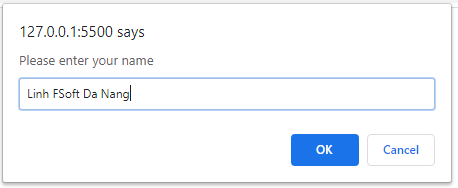 127.0.0.1:5500 says
Please enter your name
Linh FSoft Da Nang
OK Cancel